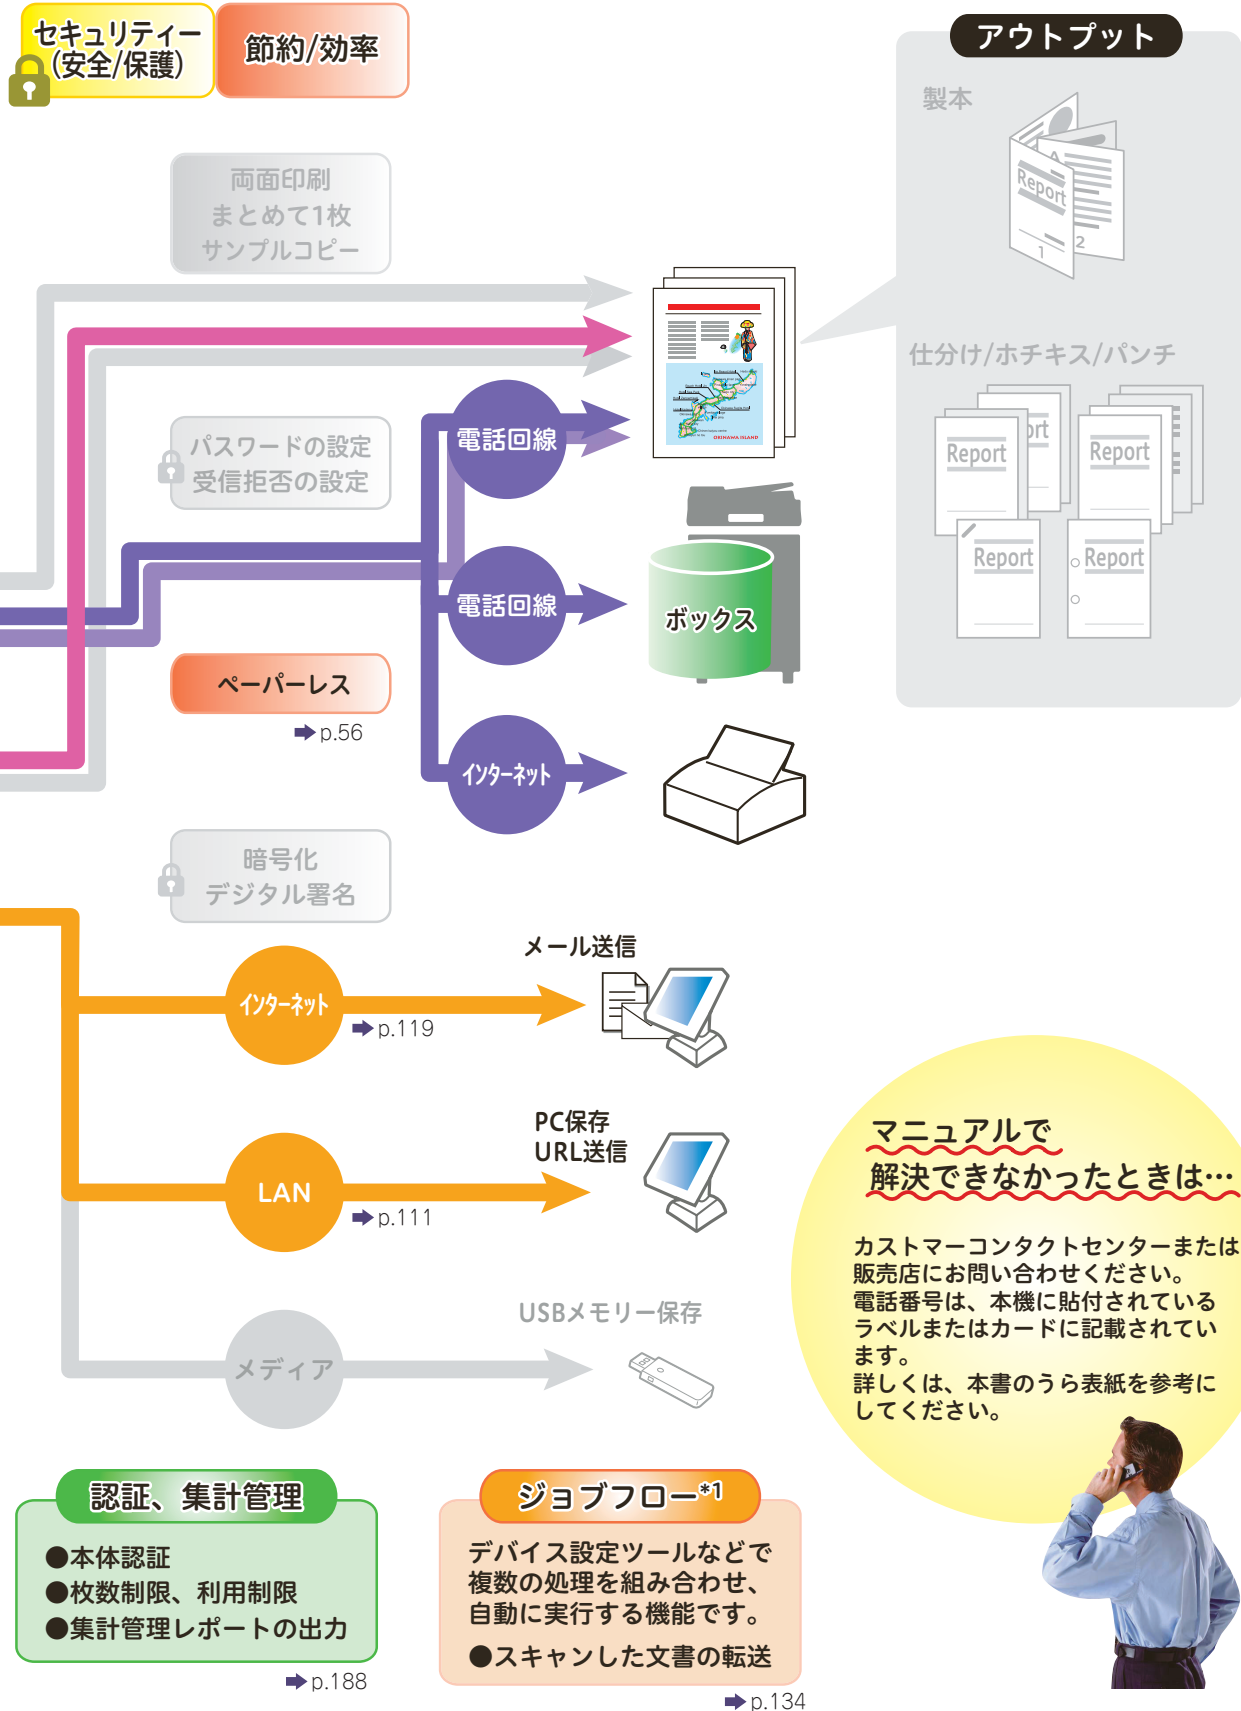 セキュリティー
(安全/保護)
節約/効率
アウトプット
製本
Report
1
2
両面印刷
まとめて1枚
サンプルコピー
仕分け/ホチキス/パンチ
Report
Report
Report
Report
OKINAWA ISLAND
電話回線
パスワードの設定
受信拒否の設定
電話回線
ボックス
ペーパーレス
p.56
インターネット
暗号化
デジタル署名
メール送信
インターネット
p.119
PC保存
URL送信
LAN
p.111
USBメモリー保存
メディア
マニュアルで
解決できなかったときは…
カストマーコンタクトセンターまたは
販売店にお問い合わせください。
電話番号は、本機に貼付されている
ラベルまたはカードに記載されてい
ます。
詳しくは、本書のうら表紙を参考に
してください。
認証、集計管理
●本体認証
●枚数制限、利用制限
●集計管理レポートの出力
p.188
ジョブフロー*1
デバイス設定ツールなどで
複数の処理を組み合わせ、
自動に実行する機能です。
●スキャンした文書の転送
p.134